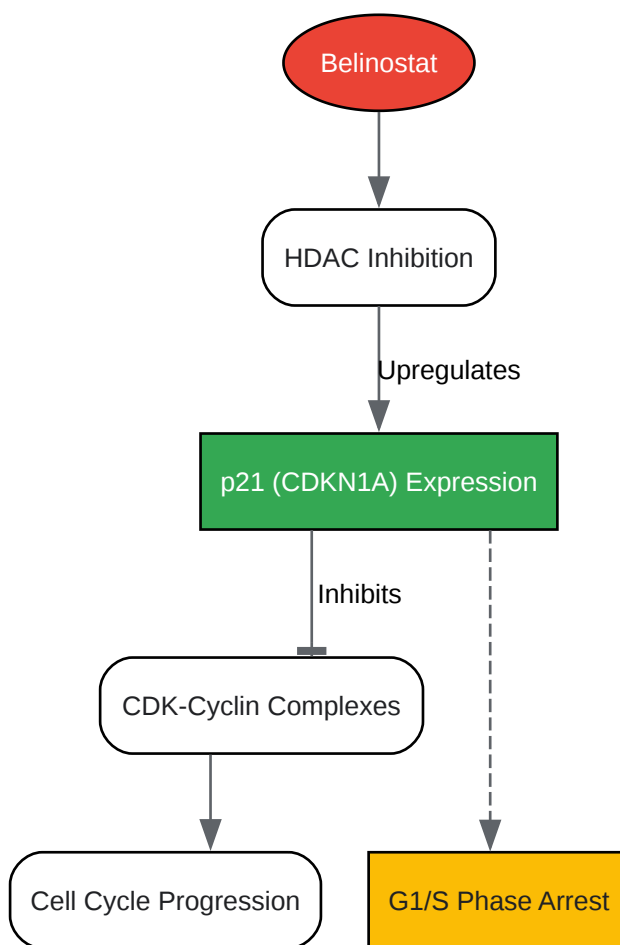 Belinostat
HDAC Inhibition
Upregulates
p21 (CDKN1A) Expression
Inhibits
CDK-Cyclin Complexes
Cell Cycle Progression
G1/S Phase Arrest